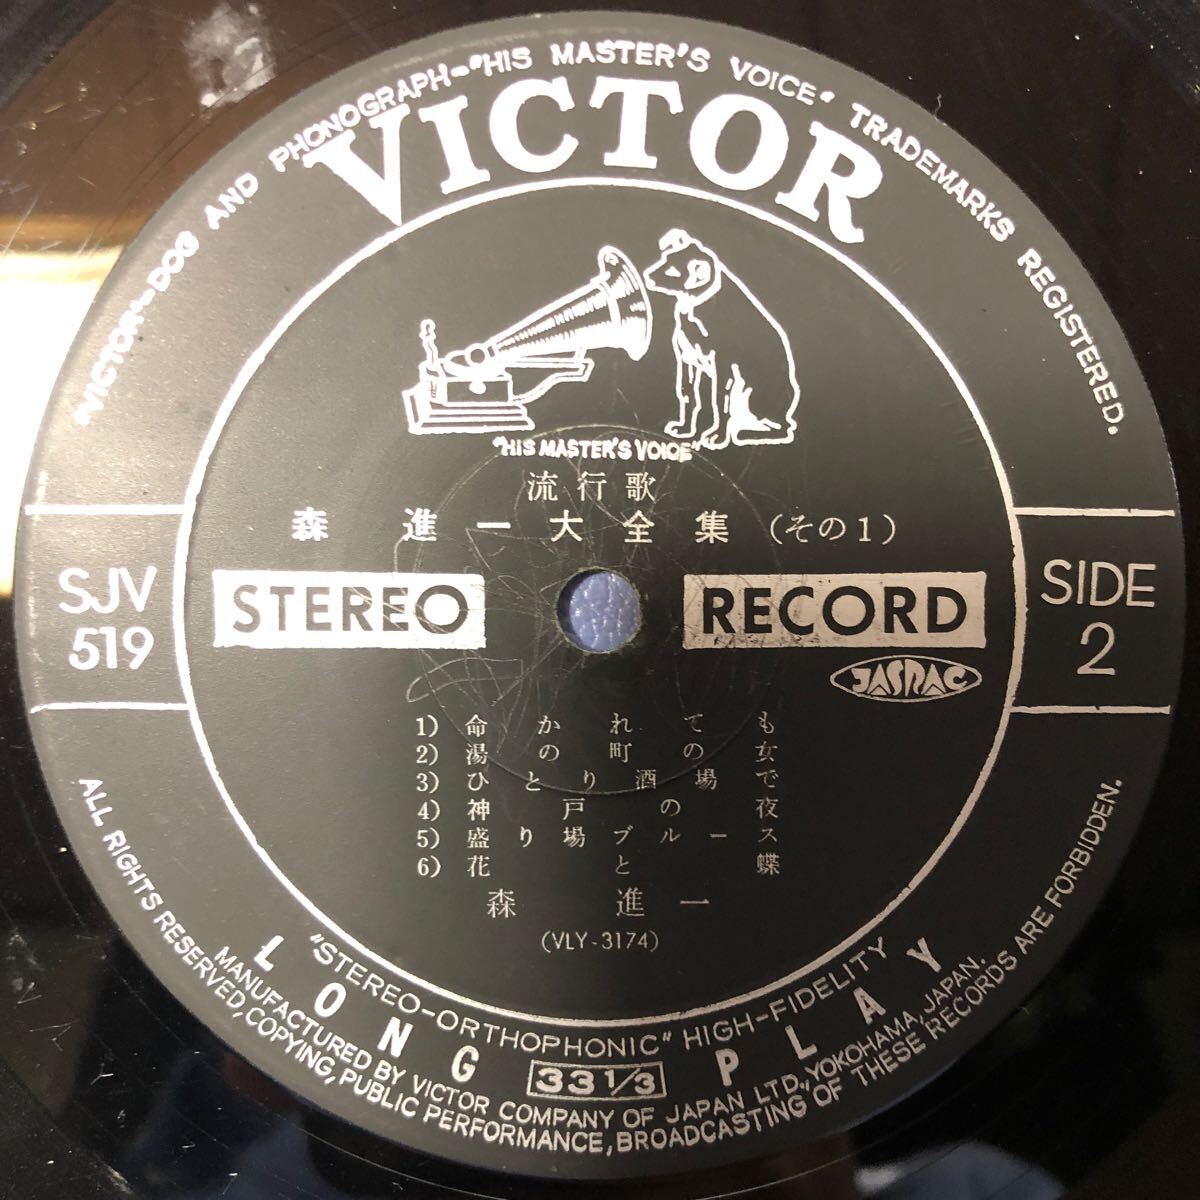 "VICTOR"-DOG AND PHONOGRAPH-"HIS MASTER'S VOICE" TRADEMARKS REGISTERED.
VICTOR
"HIS MASTER'S VOICE"
流行歌
森進一大全集（その1）
SJV
519
STEREO RECORD
SIDE
2
JASRAC
1) 命かれても
2) 湯の町の女
3) ひとり酒場で
4) 神戸の夜
5) 盛り場ブルース
6) 花と蝶
森進一
(VLY-3174)
"STEREO-ORTHOPHONIC" HIGH-FIDELITY
LONG 33 1/3 PLAY
MANUFACTURED BY VICTOR COMPANY OF JAPAN LTD., YOKOHAMA, JAPAN.
ALL RIGHTS RESERVED, COPYING, PUBLIC PERFORMANCE, BROADCASTING OF THESE RECORDS ARE FORBIDDEN.